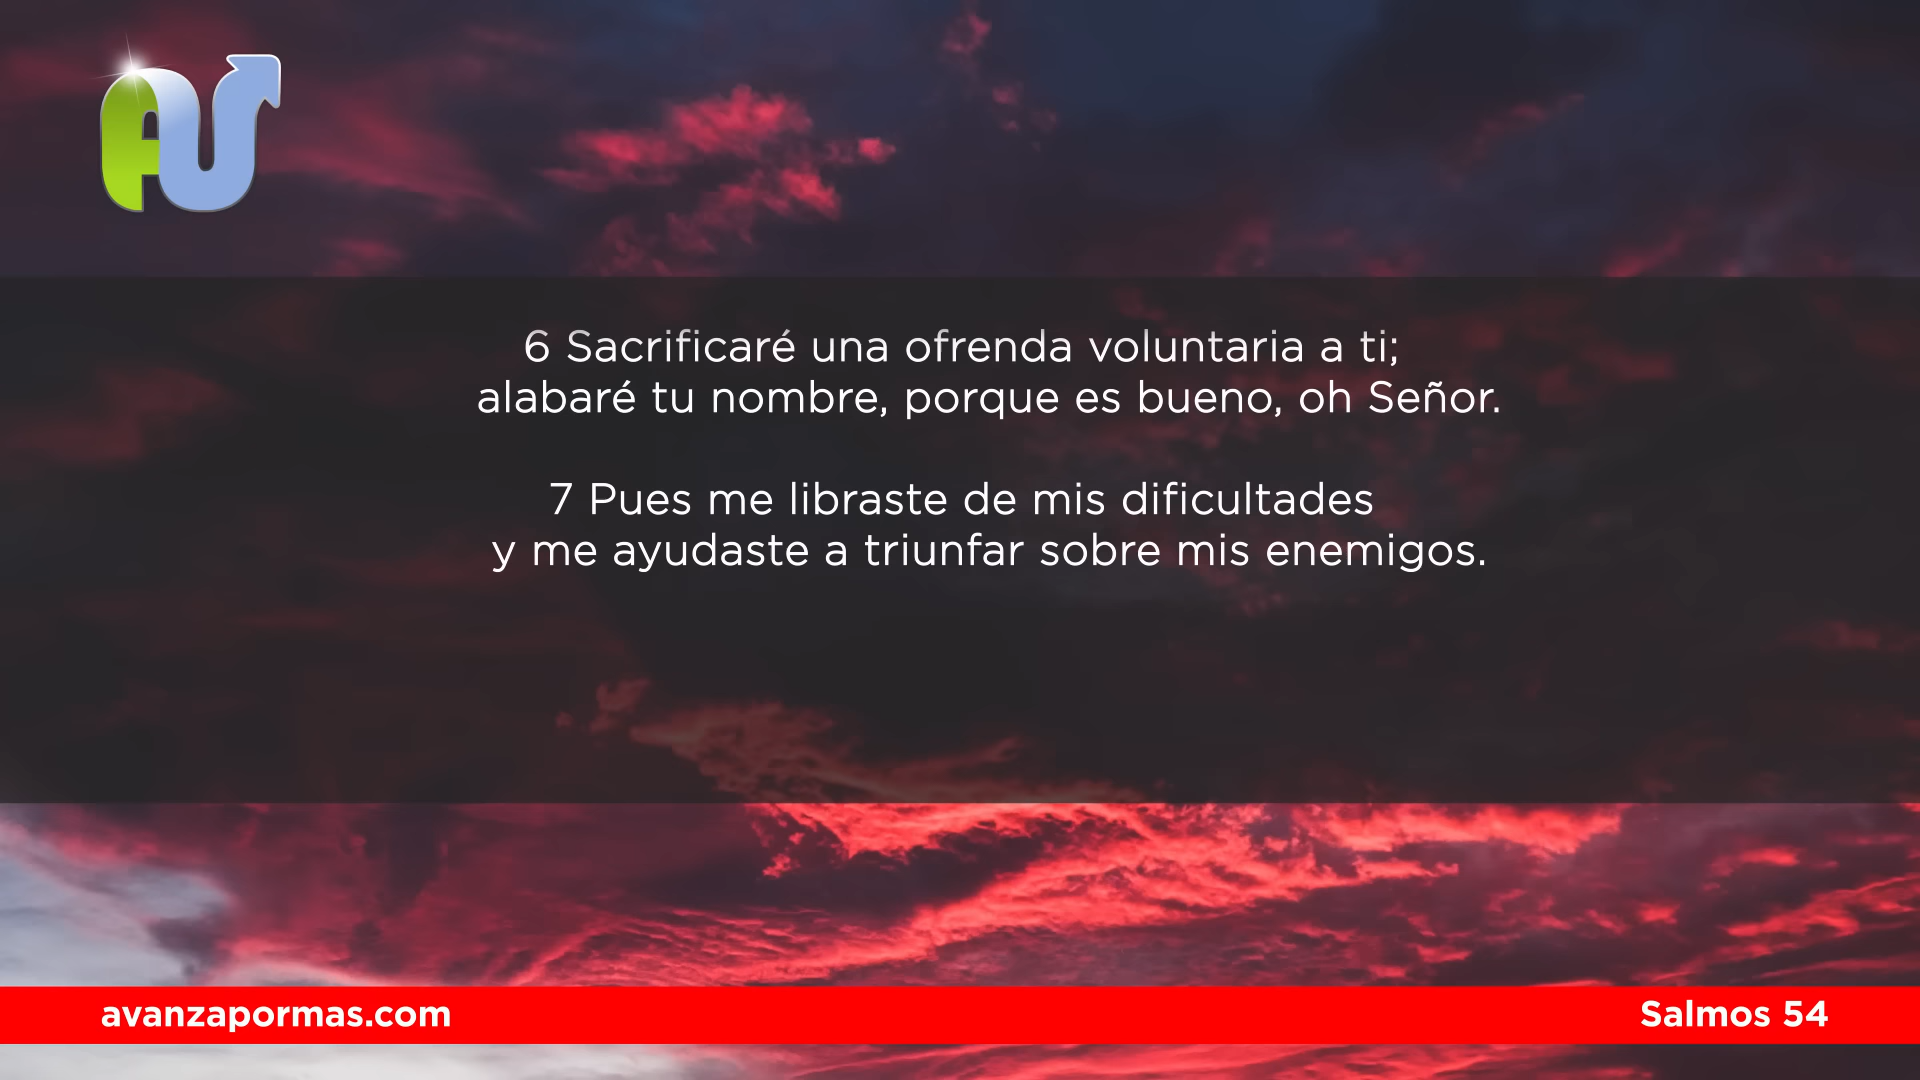 6 Sacrificaré una ofrenda voluntaria a ti;
alabaré tu nombre, porque es bueno, oh Señor.
7 Pues me libraste de mis dificultades
y me ayudaste a triunfar sobre mis enemigos.
avanzapormas.com
Salmos 54